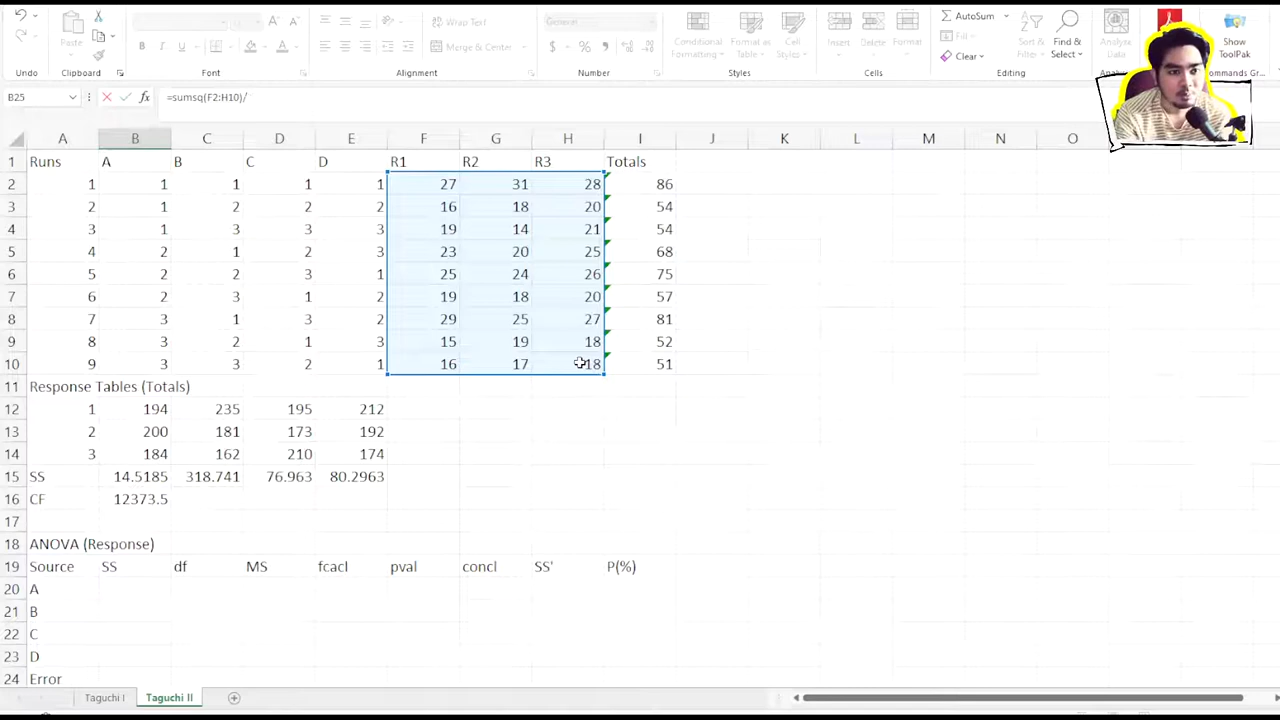 Undo Clipboard Font Alignment Number Styles Cells Editing
Paste Wrap Text Merge & Center General $ % , Conditional Formatting Format as Table Cell Styles Insert Delete Format
AutoSum Fill Clear Sort & Filter Find & Select Analyze Data Show ToolPak
B I U A
B25 fx =sumsq(F2:H10)/
A B C D E F G H I J K L M N O
1 Runs A B C D R1 R2 R3 Totals
2 1 1 1 1 1 27 31 28 86
3 2 1 2 2 2 16 18 20 54
4 3 1 3 3 3 19 14 21 54
5 4 2 1 2 3 23 20 25 68
6 5 2 2 3 1 25 24 26 75
7 6 2 3 1 2 19 18 20 57
8 7 3 1 3 2 29 25 27 81
9 8 3 2 1 3 15 19 18 52
10 9 3 3 2 1 16 17 18 51
11 Response Tables (Totals)
12 1 194 235 195 212
13 2 200 181 173 192
14 3 184 162 210 174
15 SS 14.5185 318.741 76.963 80.2963
16 CF 12373.5
17
18 ANOVA (Response)
19 Source SS df MS fcacl pval concl SS' P(%)
20 A
21 B
22 C
23 D
24 Error
Taguchi I Taguchi II